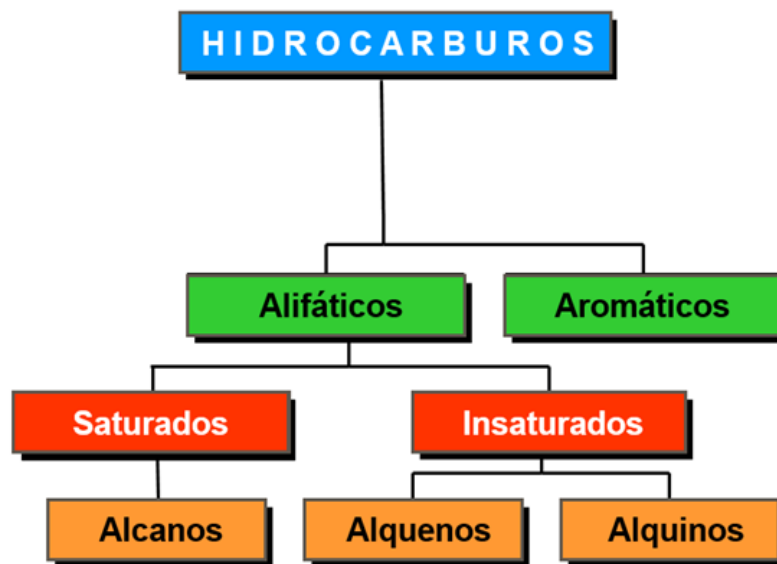 HIDROCARBUROS
Alifáticos
Aromáticos
Saturados
Insaturados
Alcanos
Alquenos
Alquinos